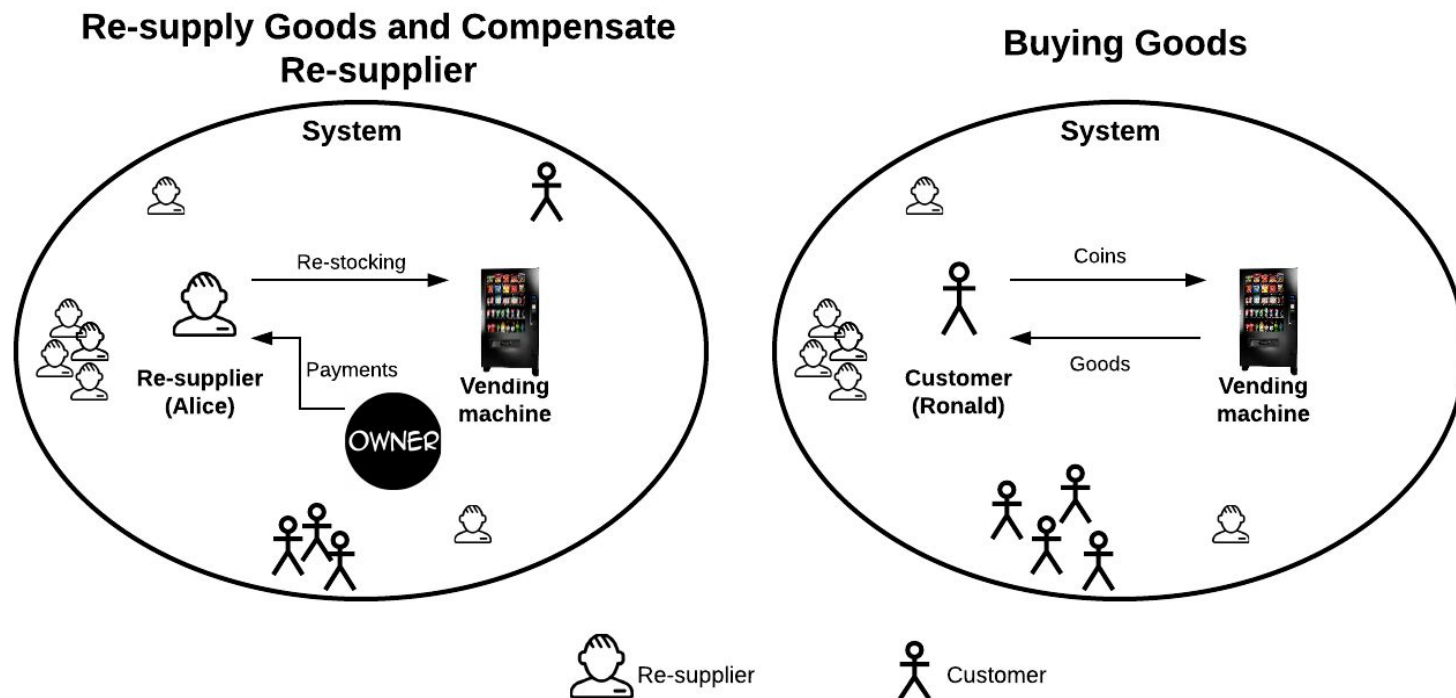 Re-supply Goods and Compensate
Re-supplier
System
Re-stocking
Payments
Re-supplier
(Alice)
Vending
machine
OWNER
Buying Goods
System
Coins
Goods
Customer
(Ronald)
Vending
machine
Re-supplier
Customer